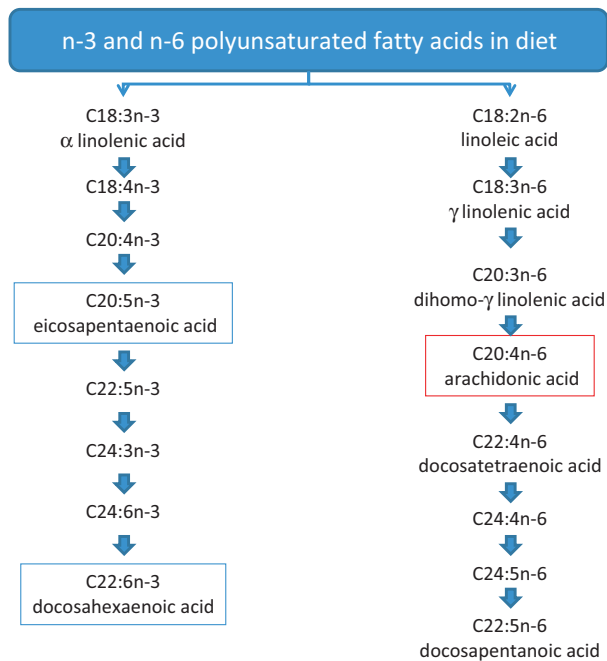 n-3 and n-6 polyunsaturated fatty acids in diet
C18:3n-3
α linolenic acid
C18:4n-3
C20:4n-3
C20:5n-3
eicosapentaenoic acid
C22:5n-3
C24:3n-3
C24:6n-3
C22:6n-3
docosahexaenoic acid
C18:2n-6
linoleic acid
C18:3n-6
γ linolenic acid
C20:3n-6
dihomo-γ linolenic acid
C20:4n-6
arachidonic acid
C22:4n-6
docosatetraenoic acid
C24:4n-6
C24:5n-6
C22:5n-6
docosapentanoic acid